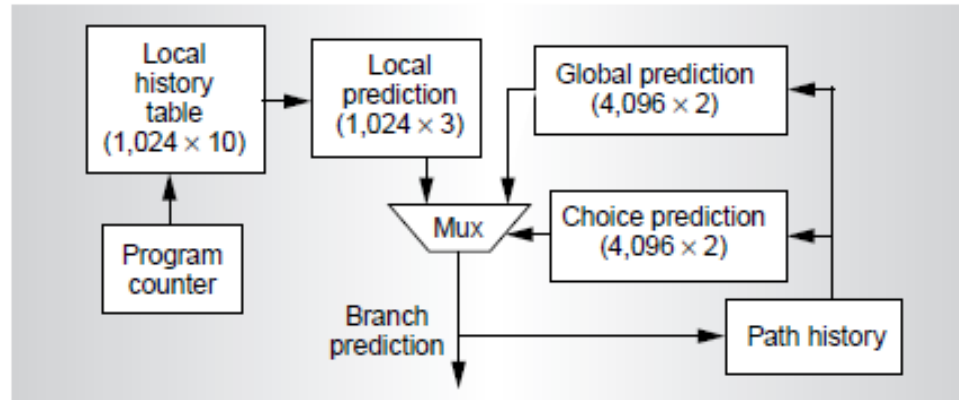 Local
history
table
(1,024 × 10)
Local
prediction
(1,024 × 3)
Global prediction
(4,096 × 2)
Mux
Choice prediction
(4,096 × 2)
Program
counter
Branch
prediction
Path history